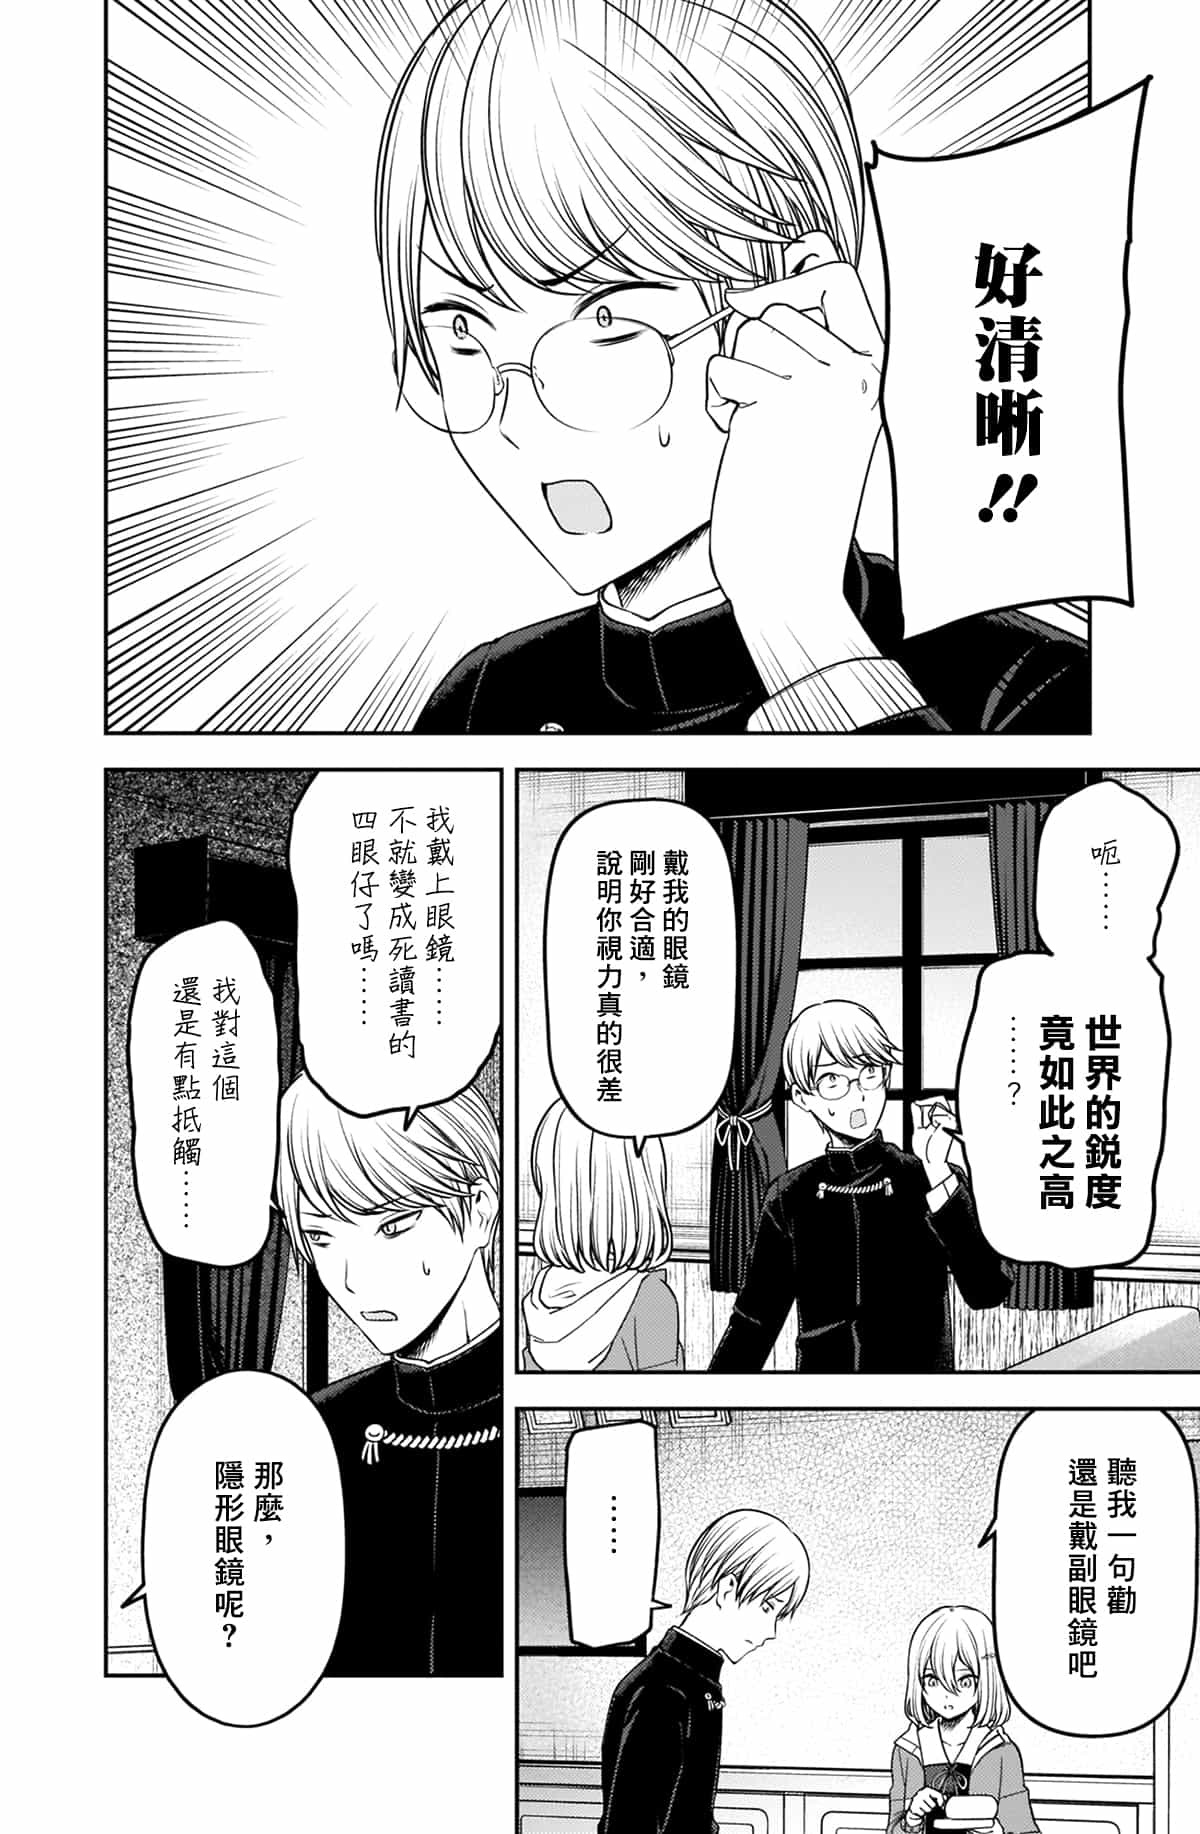 好清晰!!
呃……
世界的鋭度
竟如此之高
……?
戴我的眼鏡
剛好合適，
說明你視力真的很差
聽我一句勸
還是戴副眼鏡吧
……
我戴上眼鏡……
不就變成死讀書的
四眼仔了嗎……
我對這個
還是有點抵觸……
那麼，
隱形眼鏡呢?